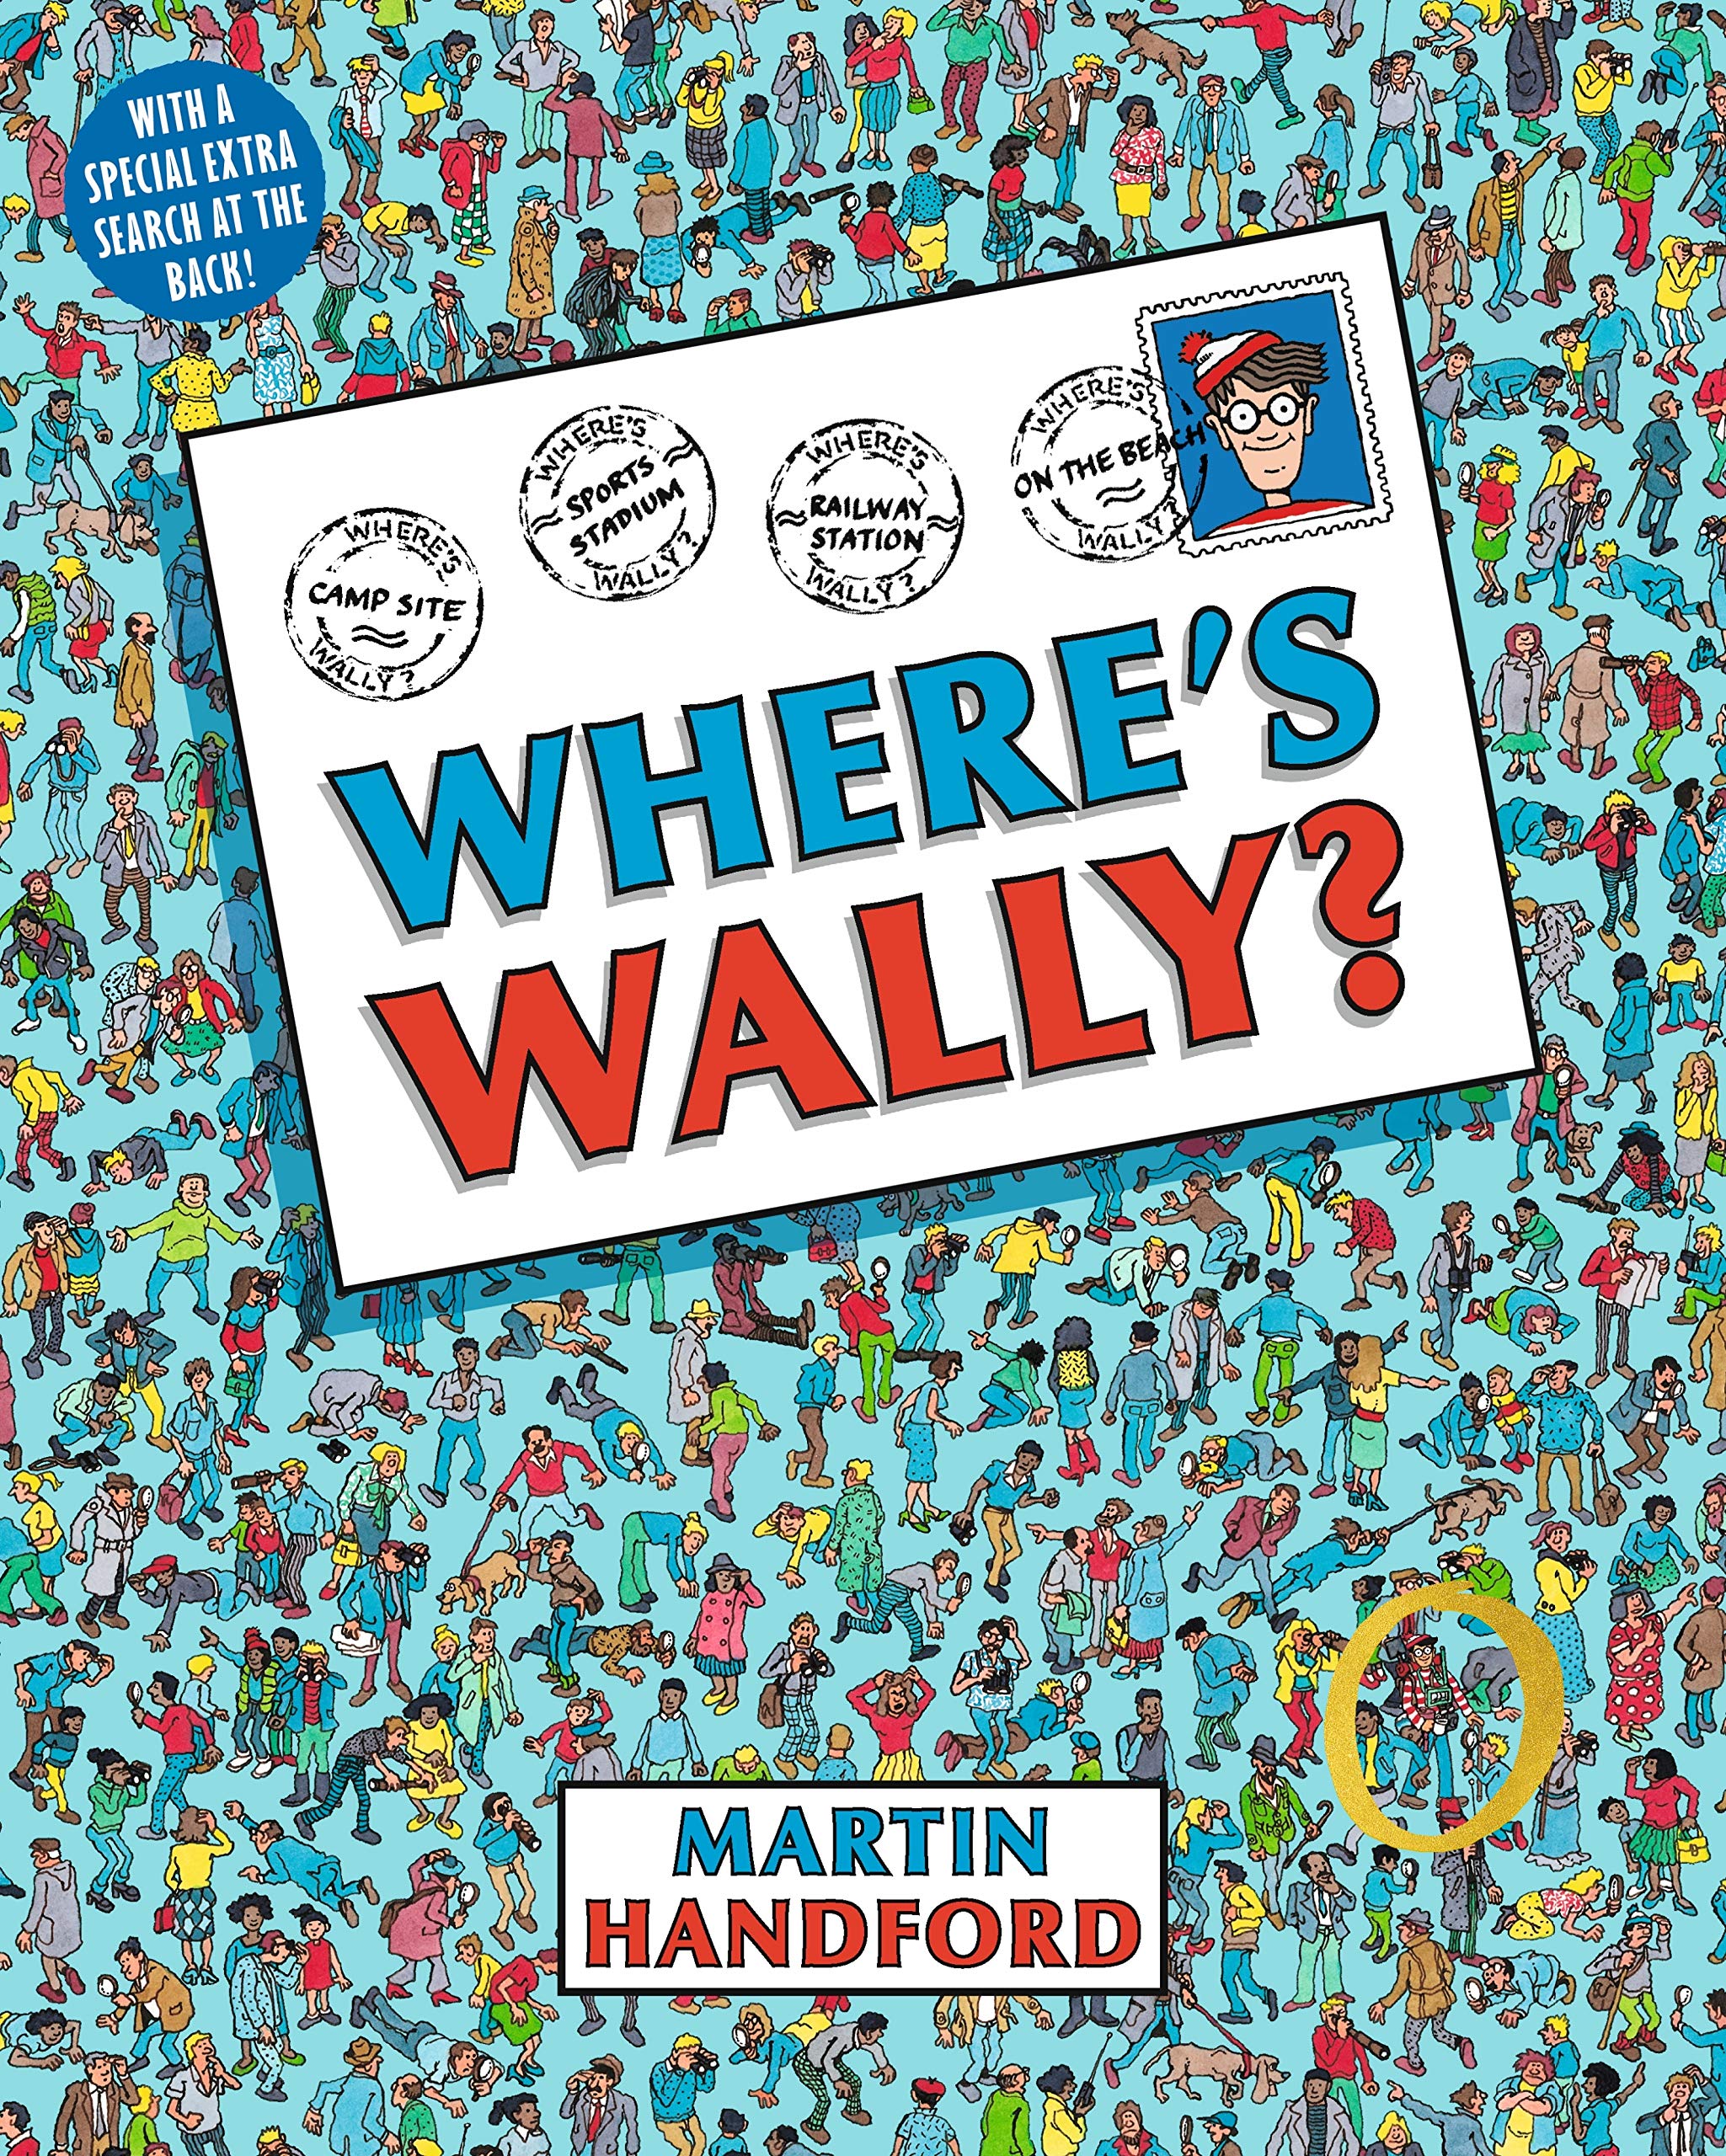 WITH A
SPECIAL EXTRA
SEARCH AT THE
BACK!
WHERE'S
CAMP SITE
WALLY?
WHERE'S
SPORTS
STADIUM
WALLY?
WHERE'S
RAILWAY
STATION
WALLY?
WHERE'S
ON THE BEACH
WALLY?
WHERE'S
WALLY?
MARTIN
HANDFORD